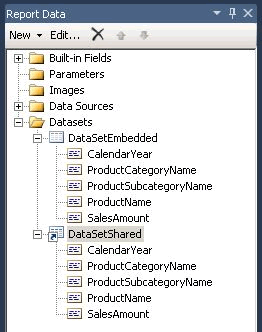 Report Data
New Edit...
Built-in Fields
Parameters
Images
Data Sources
Datasets
DataSetEmbedded
CalendarYear
ProductCategoryName
ProductSubcategoryName
ProductName
SalesAmount
DataSetShared
CalendarYear
ProductCategoryName
ProductSubcategoryName
ProductName
SalesAmount